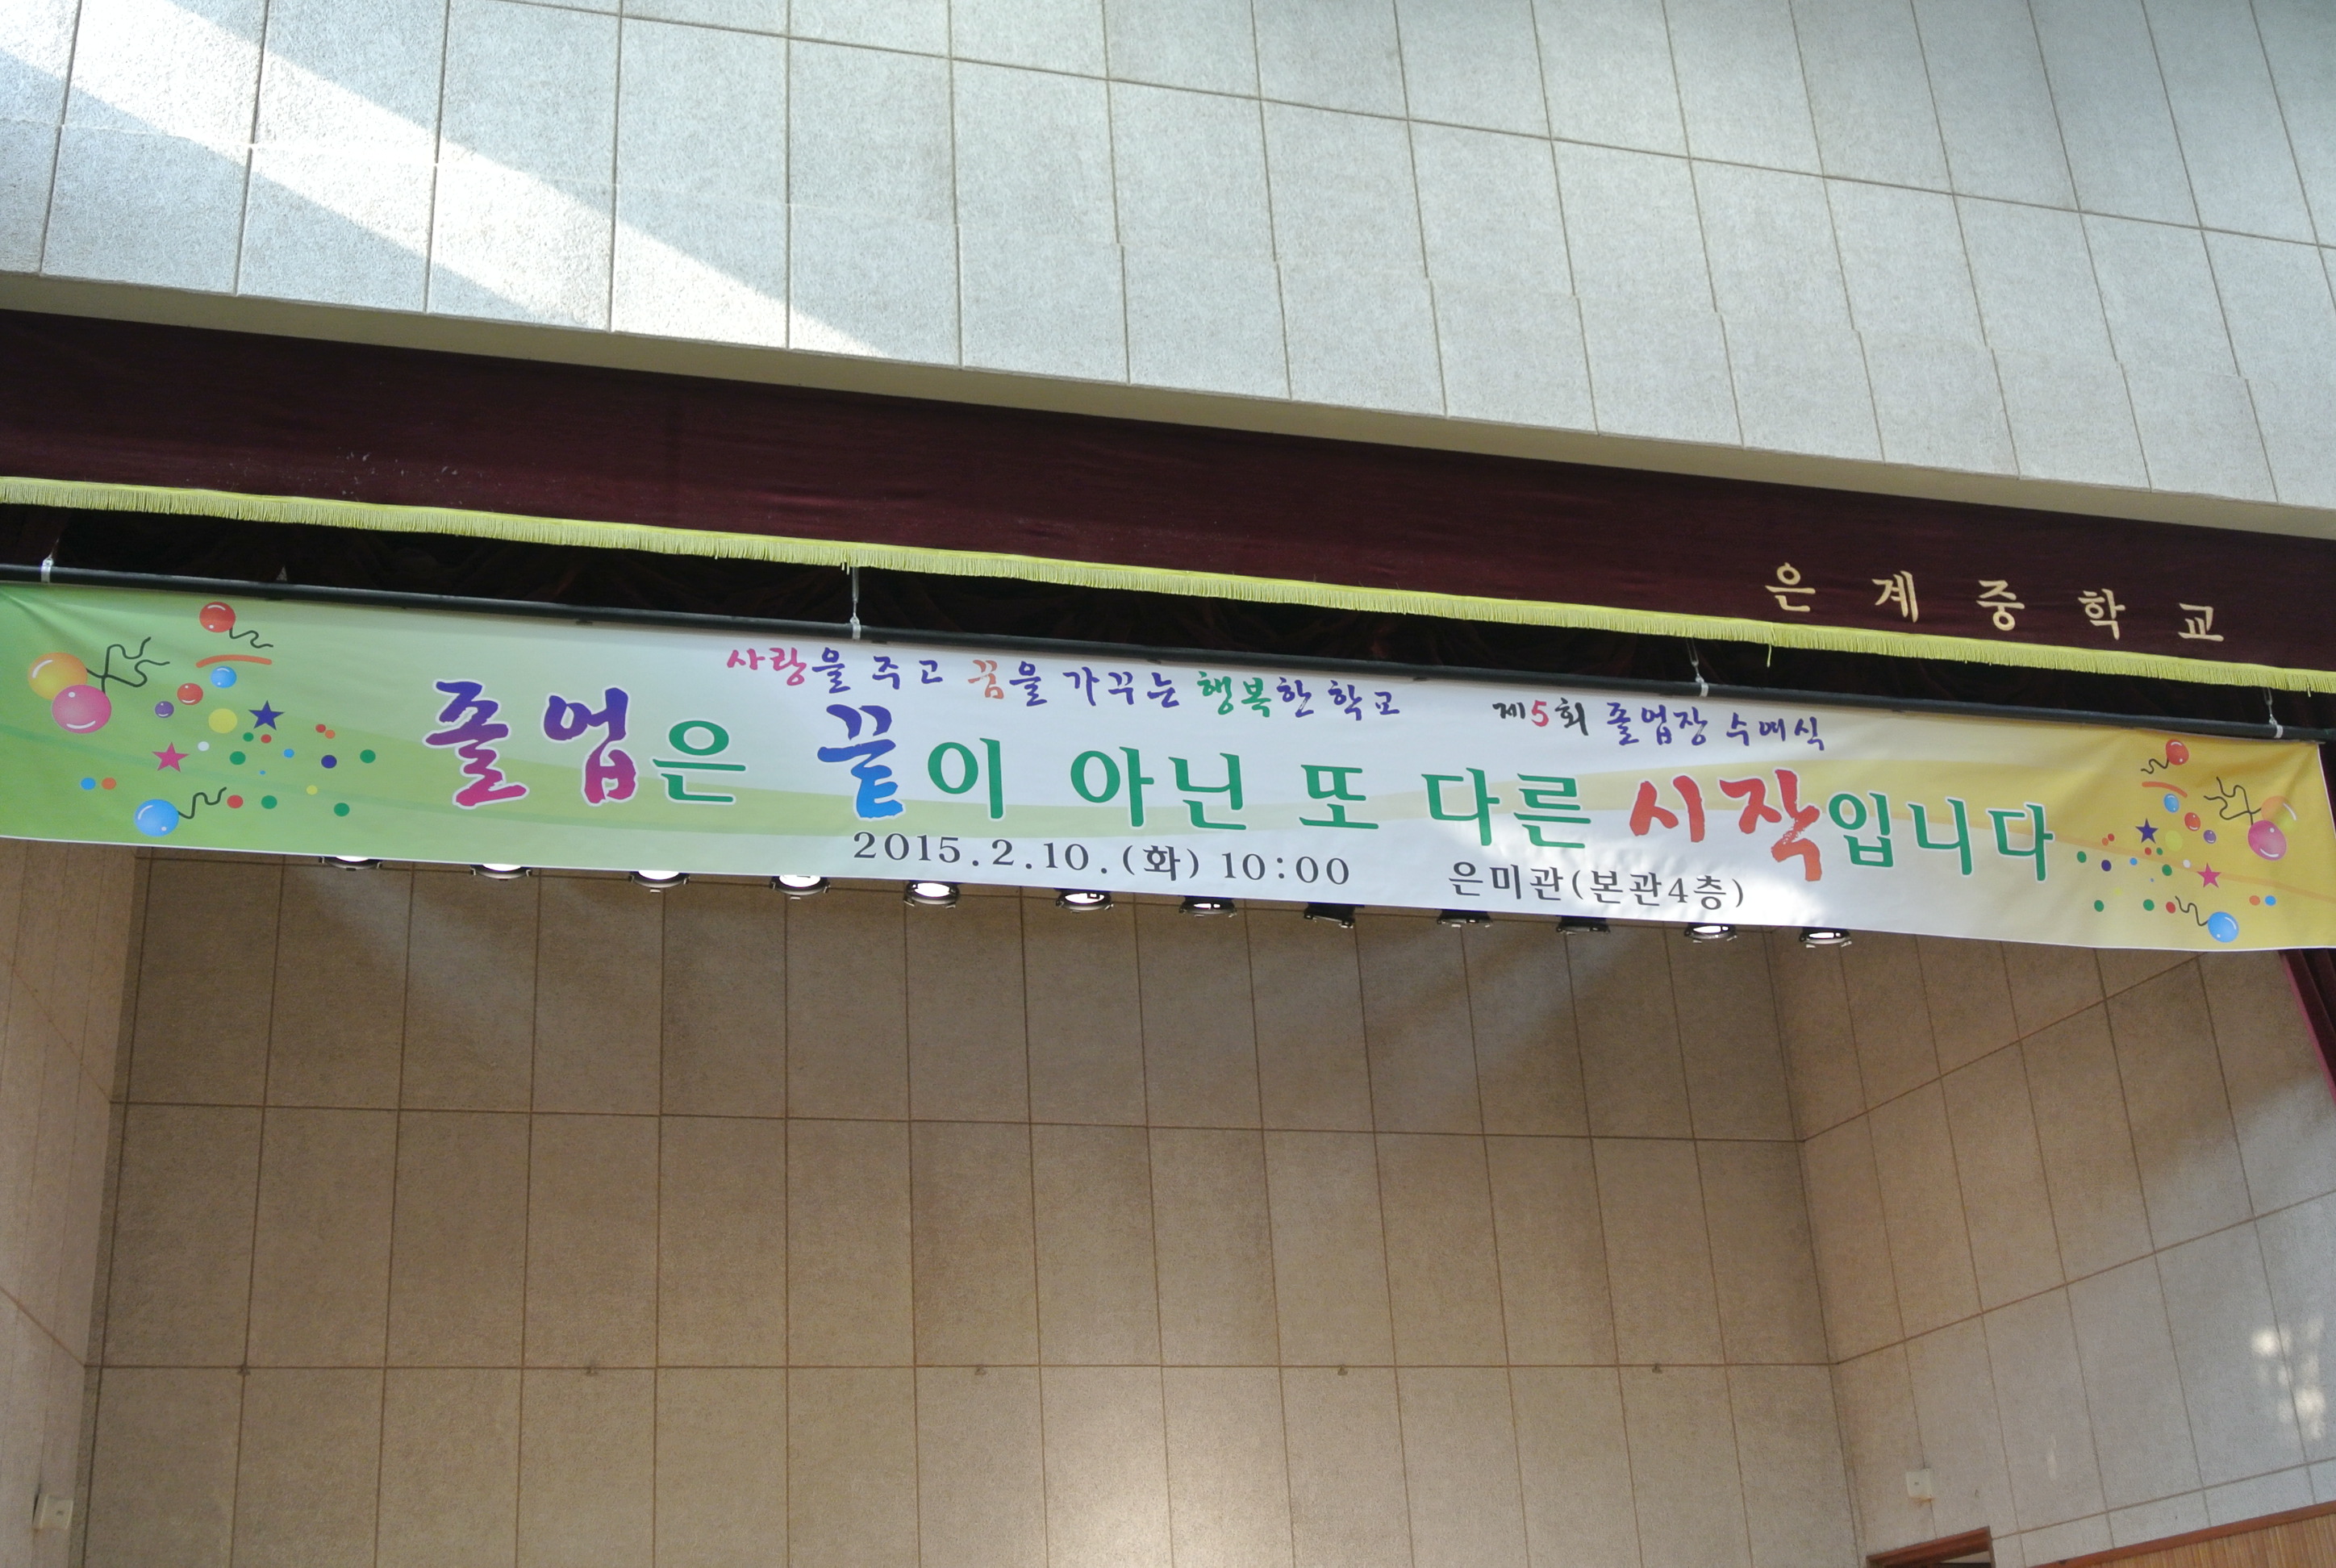 은계중학교
사랑을 주고 꿈을 가꾸는 행복한 학교 제5회 졸업장 수여식
졸업은 끝이 아닌 또 다른 시작입니다
2015.2.10.(화) 10:00 은미관(본관4층)